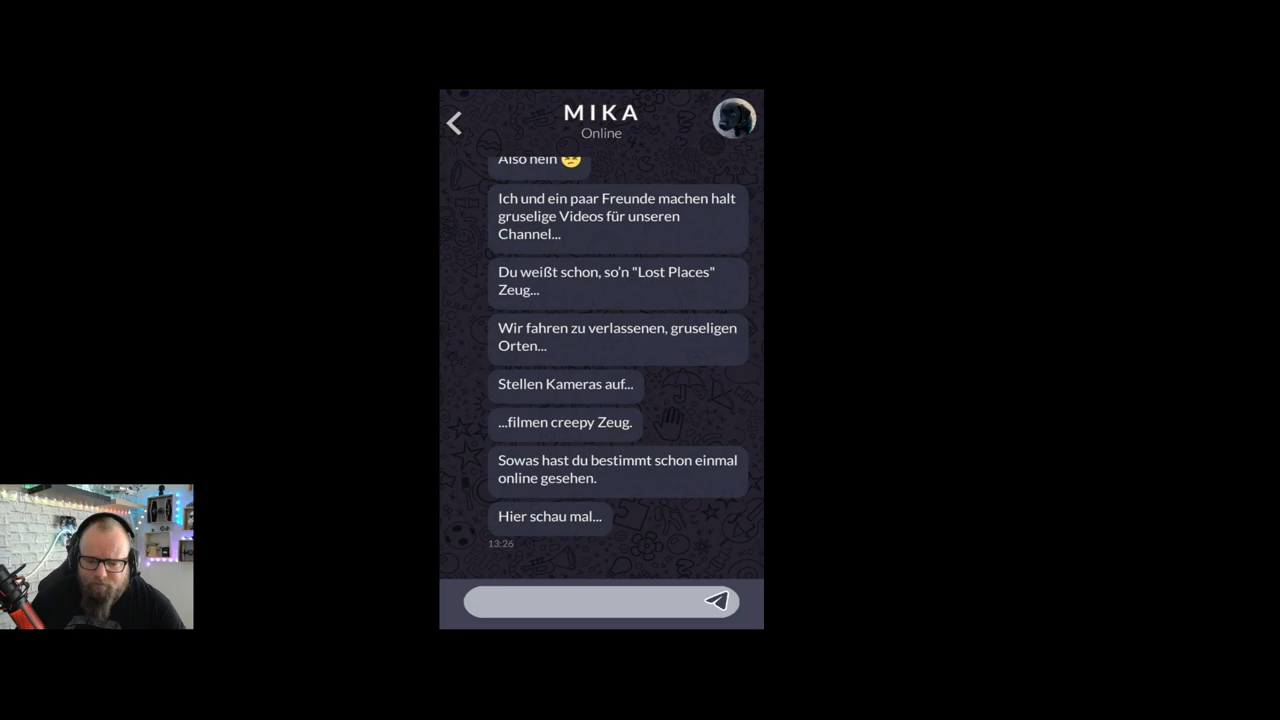 MIKA
Online
Also nein
Ich und ein paar Freunde machen halt
gruselige Videos für unseren
Channel...
Du weißt schon, so'n "Lost Places"
Zeug...
Wir fahren zu verlassenen, gruseligen
Orten...
Stellen Kameras auf...
...filmen creepy Zeug.
Sowas hast du bestimmt schon einmal
online gesehen.
Hier schau mal...
13:26